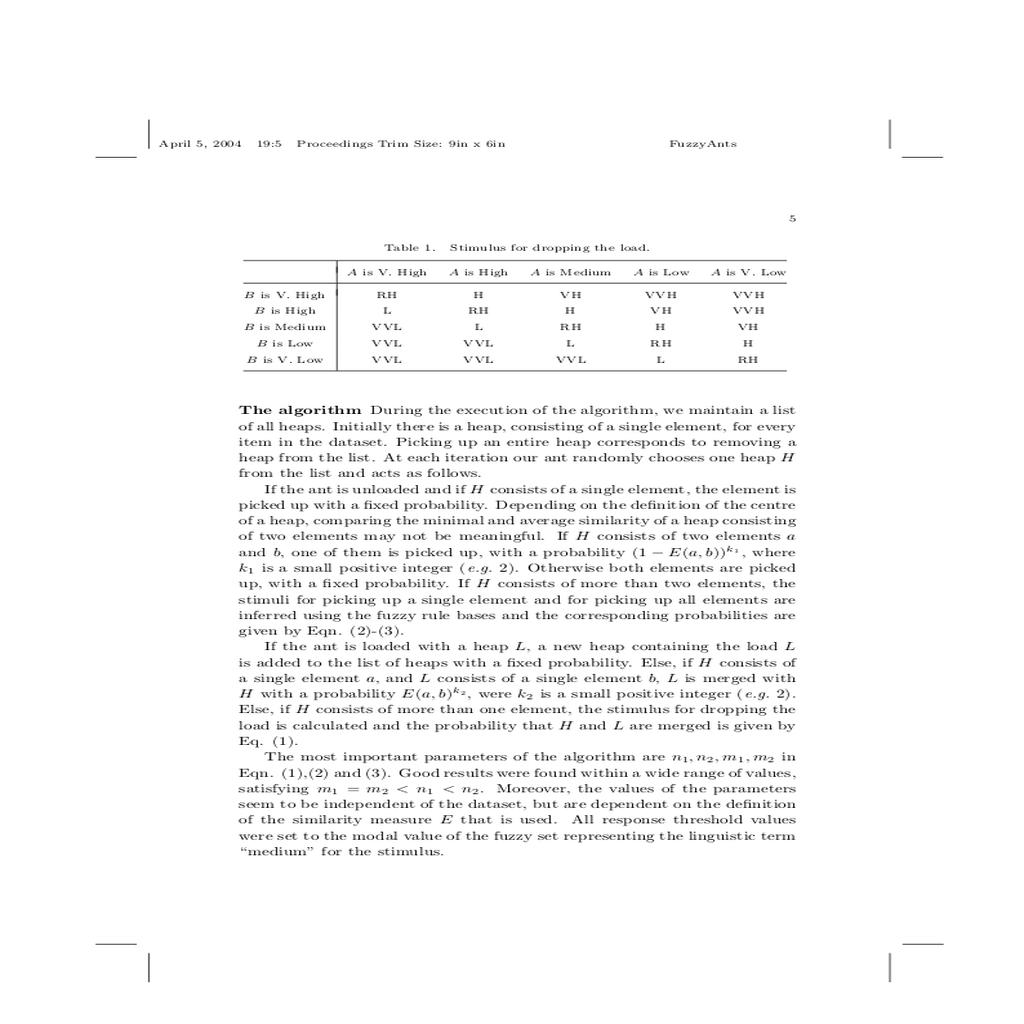 April 5, 2004 19:5 Proceedings Trim Size: 9in x 6in FuzzyAnts
5
Table 1. Stimulus for dropping the load.
A is V. High A is High A is Medium A is Low A is V. Low
B is V. High RH H VH VVH VVH
B is High L RH H VH VVH
B is Medium VVL L RH H VH
B is Low VVL VVL L RH H
B is V. Low VVL VVL VVL L RH
The algorithm During the execution of the algorithm, we maintain a list
of all heaps. Initially there is a heap, consisting of a single element, for every
item in the dataset. Picking up an entire heap corresponds to removing a
heap from the list. At each iteration our ant randomly chooses one heap H
from the list and acts as follows.
If the ant is unloaded and if H consists of a single element, the element is
picked up with a fixed probability. Depending on the definition of the centre
of a heap, comparing the minimal and average similarity of a heap consisting
of two elements may not be meaningful. If H consists of two elements a
and b, one of them is picked up, with a probability (1 − E(a, b))^k₁, where
k₁ is a small positive integer (e.g. 2). Otherwise both elements are picked
up, with a fixed probability. If H consists of more than two elements, the
stimuli for picking up a single element and for picking up all elements are
inferred using the fuzzy rule bases and the corresponding probabilities are
given by Eqn. (2)-(3).
If the ant is loaded with a heap L, a new heap containing the load L
is added to the list of heaps with a fixed probability. Else, if H consists of
a single element a, and L consists of a single element b, L is merged with
H with a probability E(a, b)^k₂, were k₂ is a small positive integer (e.g. 2).
Else, if H consists of more than one element, the stimulus for dropping the
load is calculated and the probability that H and L are merged is given by
Eq. (1).
The most important parameters of the algorithm are n₁, n₂, m₁, m₂ in
Eqn. (1),(2) and (3). Good results were found within a wide range of values,
satisfying m₁ = m₂ < n₁ < n₂. Moreover, the values of the parameters
seem to be independent of the dataset, but are dependent on the definition
of the similarity measure E that is used. All response threshold values
were set to the modal value of the fuzzy set representing the linguistic term
“medium” for the stimulus.